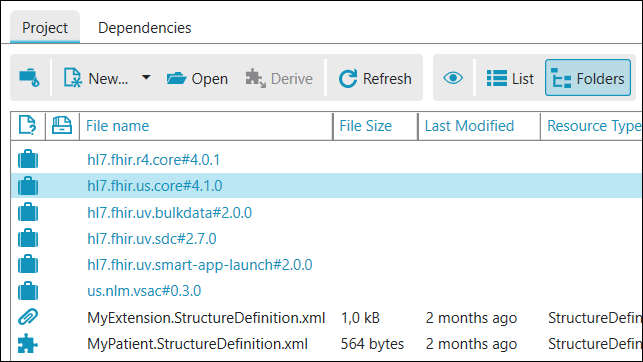 Project Dependencies
New... Open Derive Refresh List Folders
File name File Size Last Modified Resource Type
hl7.fhir.r4.core#4.0.1
hl7.fhir.us.core#4.1.0
hl7.fhir.uv.bulkdata#2.0.0
hl7.fhir.uv.sdc#2.7.0
hl7.fhir.uv.smart-app-launch#2.0.0
us.nlm.vsac#0.3.0
MyExtension.StructureDefinition.xml 1,0 kB 2 months ago StructureDefin
MyPatient.StructureDefinition.xml 564 bytes 2 months ago StructureDefin